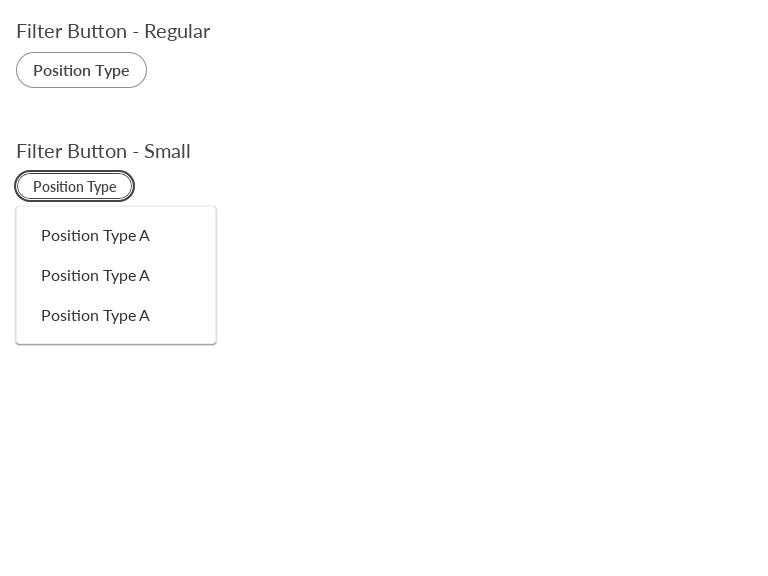 Filter Button - Regular
Position Type
Filter Button - Small
Position Type
Position Type A
Position Type A
Position Type A